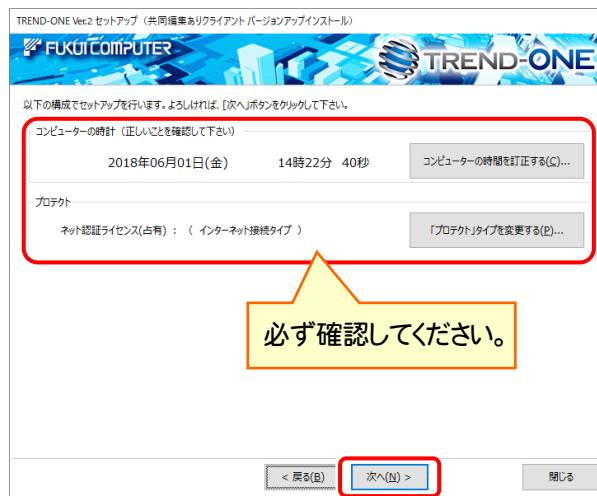 TREND-ONE Ver.2 セットアップ（共同編集ありクライアント バージョンアップインストール）
FUKUI COMPUTER
TREND-ONE
以下の構成でセットアップを行います。よろしければ、[次へ]ボタンをクリックして下さい。
コンピューターの時計（正しいことを確認して下さい）
2018年06月01日(金) 14時22分 40秒 コンピューターの時間を訂正する(C)...
プロテクト
ネット認証ライセンス(占有) : ( インターネット接続タイプ ) 「プロテクト」タイプを変更する(P)...
必ず確認してください。
< 戻る(B) 次へ(N) > 閉じる